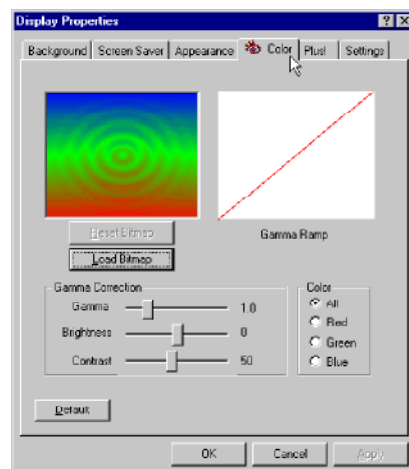 Display Properties
Background Screen Saver Appearance Color Plus! Settings
Reset Bitmap
Load Bitmap
Gamma Ramp
Gamma Correction
Gamma 1.0
Brightness 0
Contrast 50
Color
All
Red
Green
Blue
Default
OK Cancel Apply